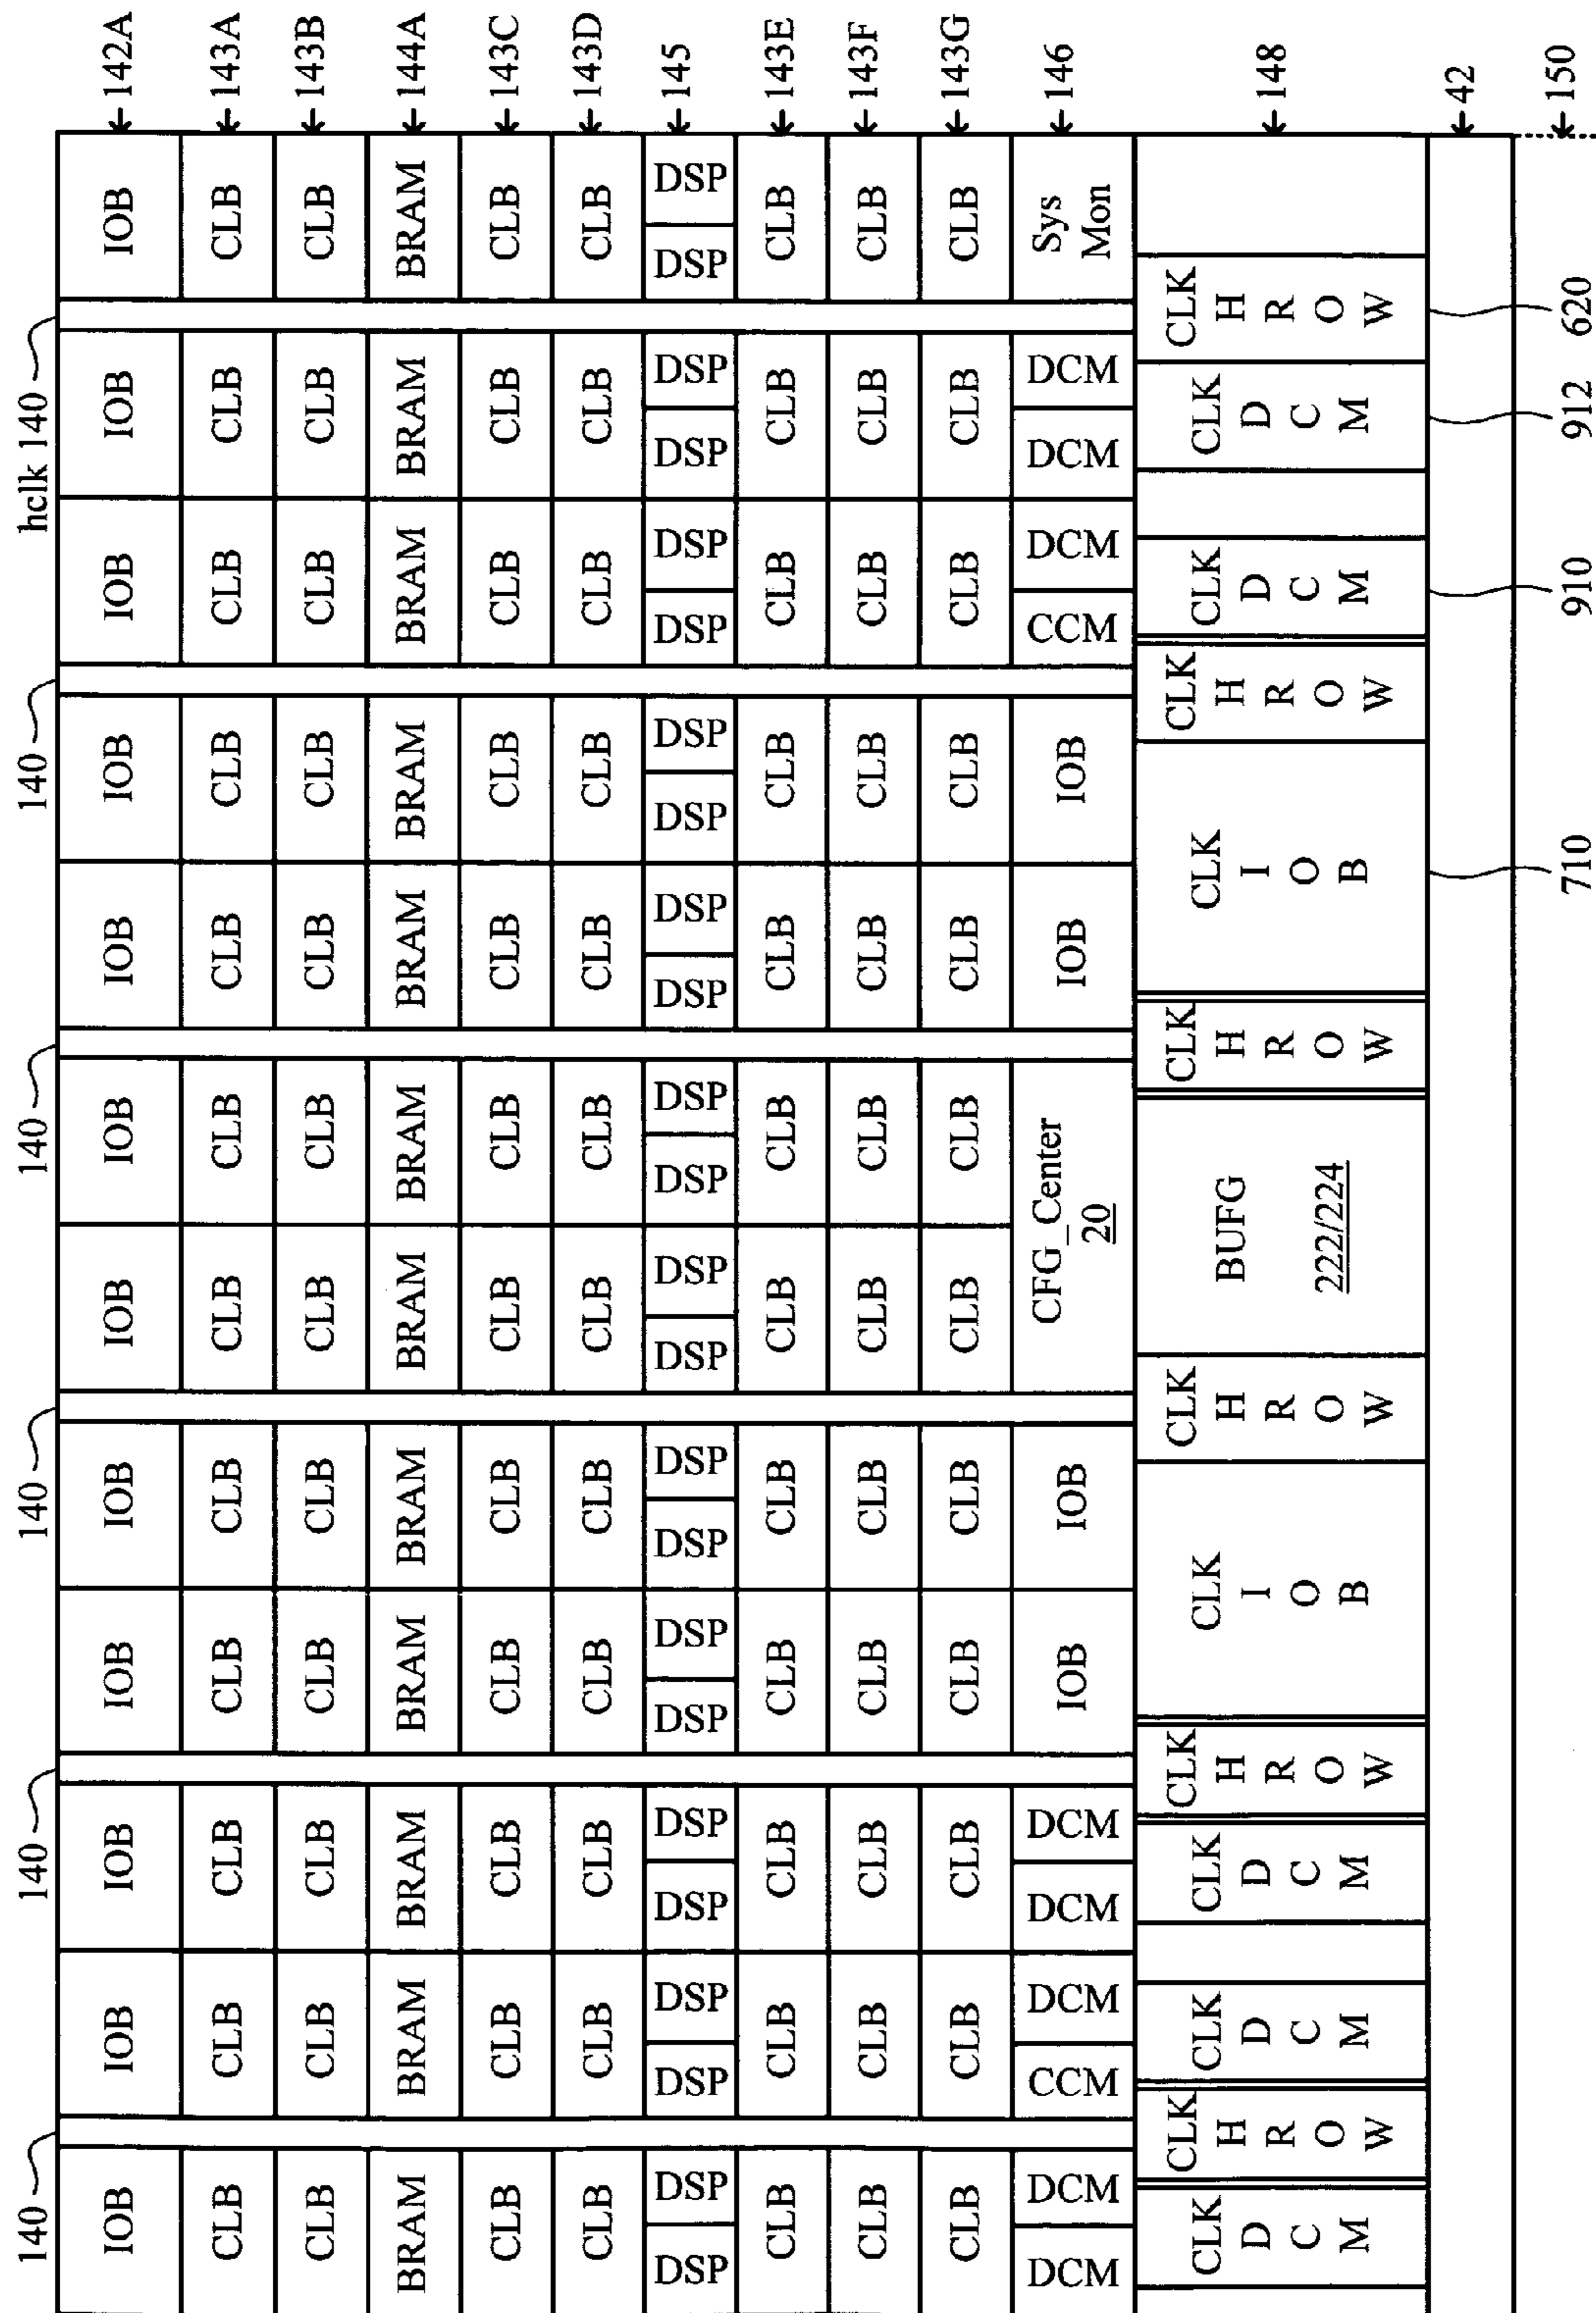 140 140 140 140 140 hclk 140
IOB IOB IOB IOB IOB IOB IOB IOB IOB IOB IOB IOB 142A
CLB CLB CLB CLB CLB CLB CLB CLB CLB CLB CLB CLB 143A
CLB CLB CLB CLB CLB CLB CLB CLB CLB CLB CLB CLB 143B
BRAM BRAM BRAM BRAM BRAM BRAM BRAM BRAM BRAM BRAM BRAM BRAM 144A
CLB CLB CLB CLB CLB CLB CLB CLB CLB CLB CLB CLB 143C
CLB CLB CLB CLB CLB CLB CLB CLB CLB CLB CLB CLB 143D
DSP DSP DSP DSP DSP DSP DSP DSP DSP DSP DSP DSP DSP DSP DSP DSP DSP DSP DSP DSP DSP DSP DSP DSP 145
CLB CLB CLB CLB CLB CLB CLB CLB CLB CLB CLB CLB 143E
CLB CLB CLB CLB CLB CLB CLB CLB CLB CLB CLB CLB 143F
CLB CLB CLB CLB CLB CLB CLB CLB CLB CLB CLB CLB 143G
DCM DCM CCM DCM DCM DCM IOB IOB CFG_Center 20 IOB IOB CCM DCM DCM DCM Sys Mon 146
CLK DCM CLK HROW CLK DCM CLK DCM CLK HROW CLK IOB CLK HROW BUFG 222/224 CLK HROW CLK IOB CLK HROW CLK DCM CLK DCM CLK HROW 148
42
710 910 912 620 150